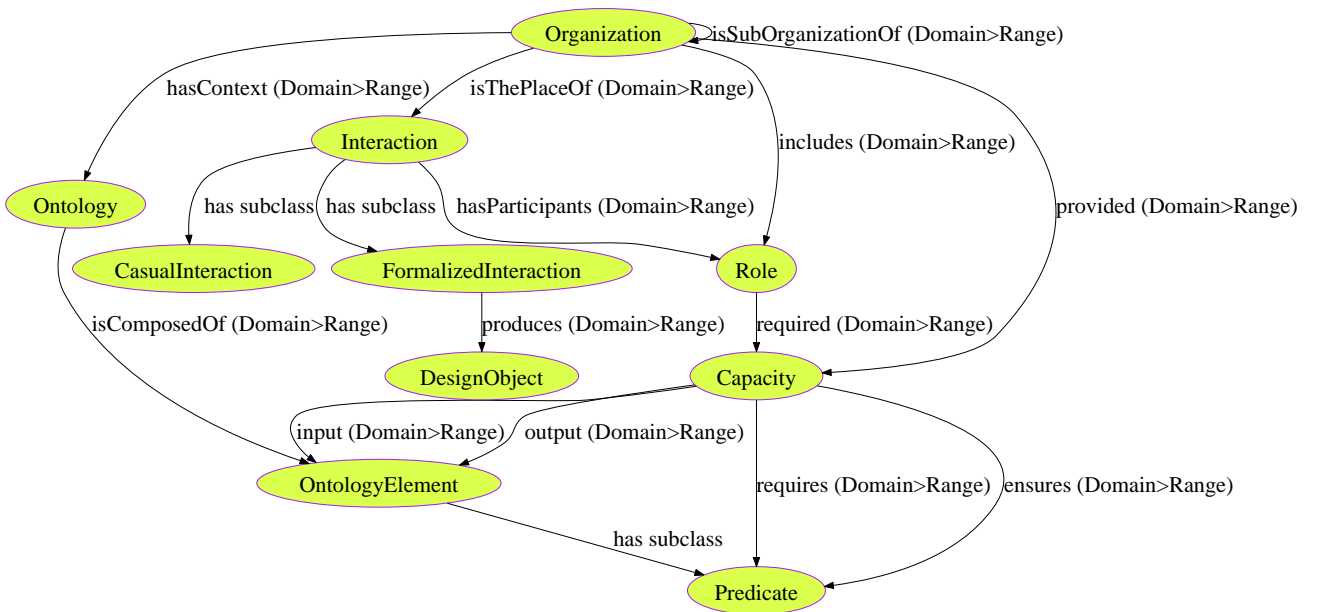 Organization
isSubOrganizationOf (Domain>Range)
hasContext (Domain>Range)
isThePlaceOf (Domain>Range)
Interaction
includes (Domain>Range)
Ontology
has subclass
has subclass
hasParticipants (Domain>Range)
provided (Domain>Range)
CasualInteraction
FormalizedInteraction
Role
isComposedOf (Domain>Range)
produces (Domain>Range)
required (Domain>Range)
DesignObject
Capacity
input (Domain>Range)
output (Domain>Range)
OntologyElement
requires (Domain>Range)
ensures (Domain>Range)
has subclass
Predicate